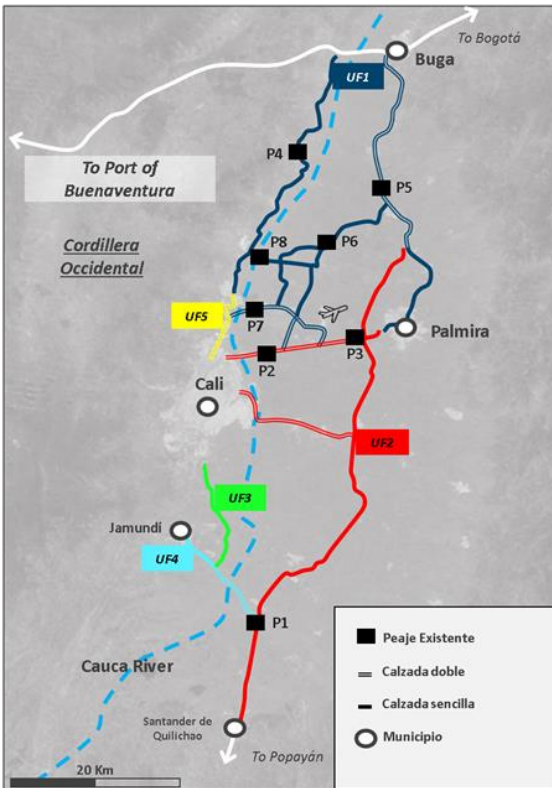 To Bogotá
Buga
UF1
P4
To Port of
Buenaventura
P5
Cordillera
Occidental
P8
P6
UF5
P7
Palmira
P3
P2
Cali
UF2
UF3
Jamundí
UF4
P1
Peaje Existente
Calzada doble
Cauca River
Calzada sencilla
Santander de
Quilichao
Municipio
To Popayán
20 Km